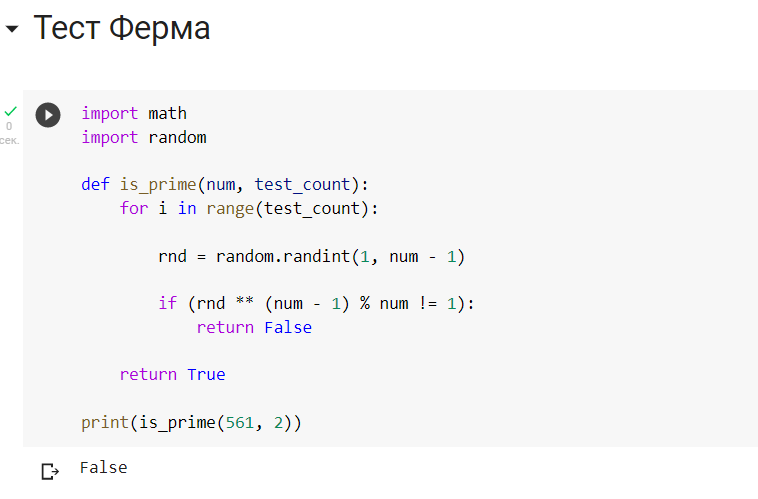 Тест Ферма
0
сек.
import math
import random
def is_prime(num, test_count):
for i in range(test_count):
rnd = random.randint(1, num - 1)
if (rnd ** (num - 1) % num != 1):
return False
return True
print(is_prime(561, 2))
False